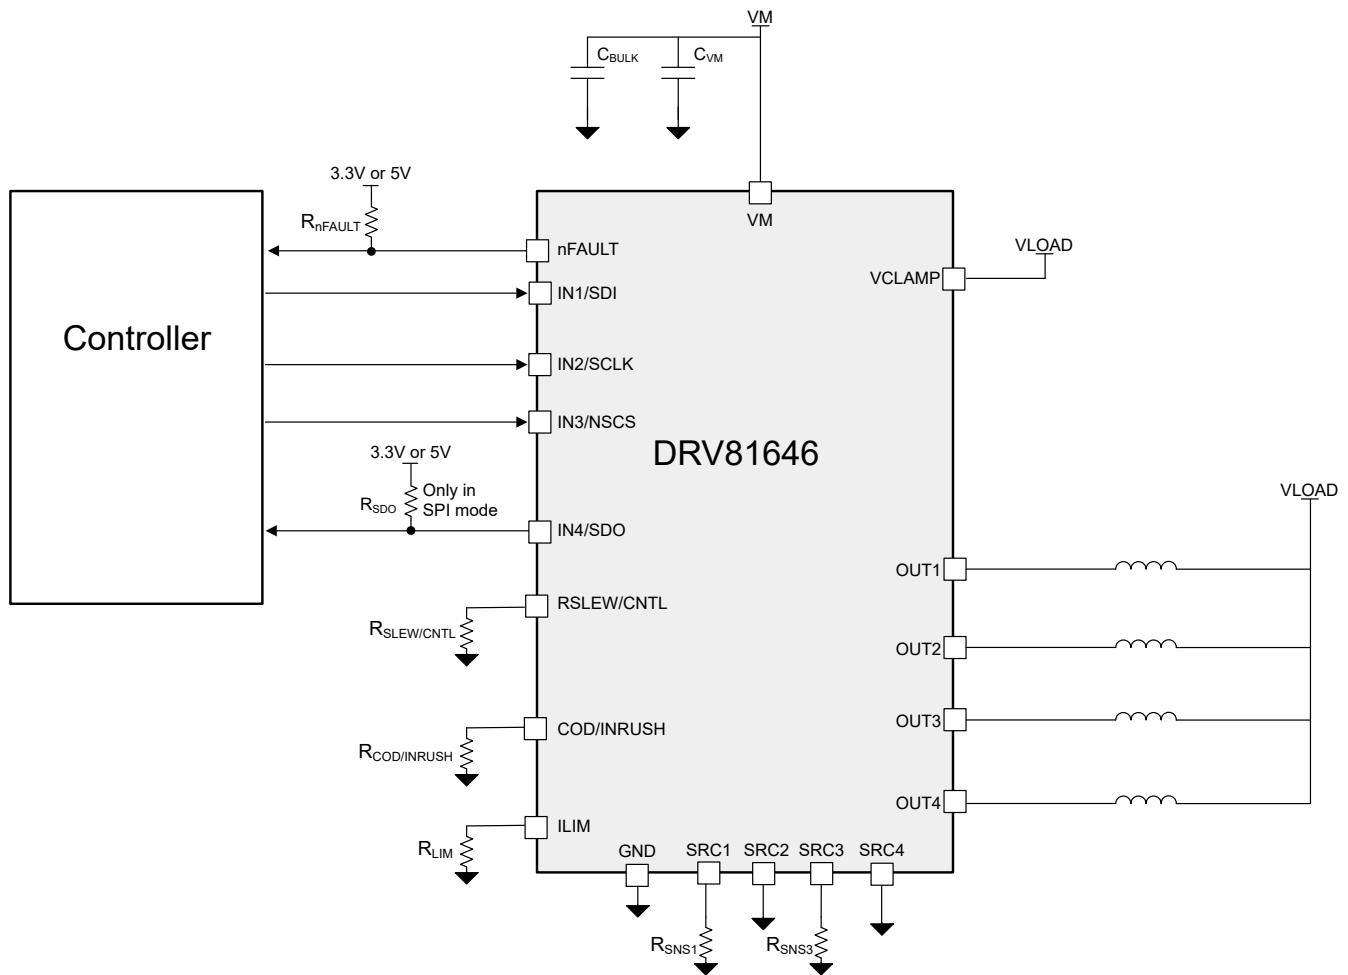 VM
CBULK
CVM
3.3V or 5V
RnFAULT
VM
nFAULT
VLOAD
VCLAMP
IN1/SDI
Controller
IN2/SCLK
IN3/NSCS
DRV81646
3.3V or 5V
RSDO
Only in
SPI mode
VLOAD
IN4/SDO
OUT1
RSLEW/CNTL
RSLEW/CNTL
OUT2
OUT3
COD/INRUSH
RCOD/INRUSH
OUT4
ILIM
RLIM
GND
SRC1
SRC2
SRC3
SRC4
RSNS1
RSNS3